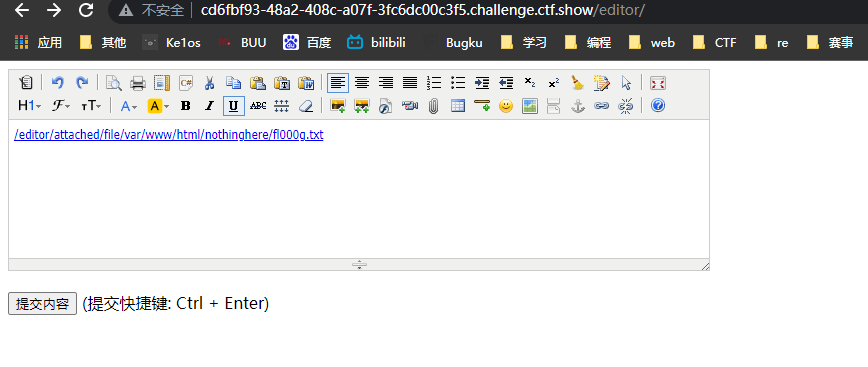 不安全 cd6fbf93-48a2-408c-a07f-3fc6dc00c3f5.challenge.ctf.show/editor/
应用 其他 Ke1os BUU 百度 bilibili Bugku 学习 编程 web CTF re 赛事
H1 F тT A A B I U ABC
/editor/attached/file/var/www/html/nothinghere/fl000g.txt
提交内容 (提交快捷键: Ctrl + Enter)